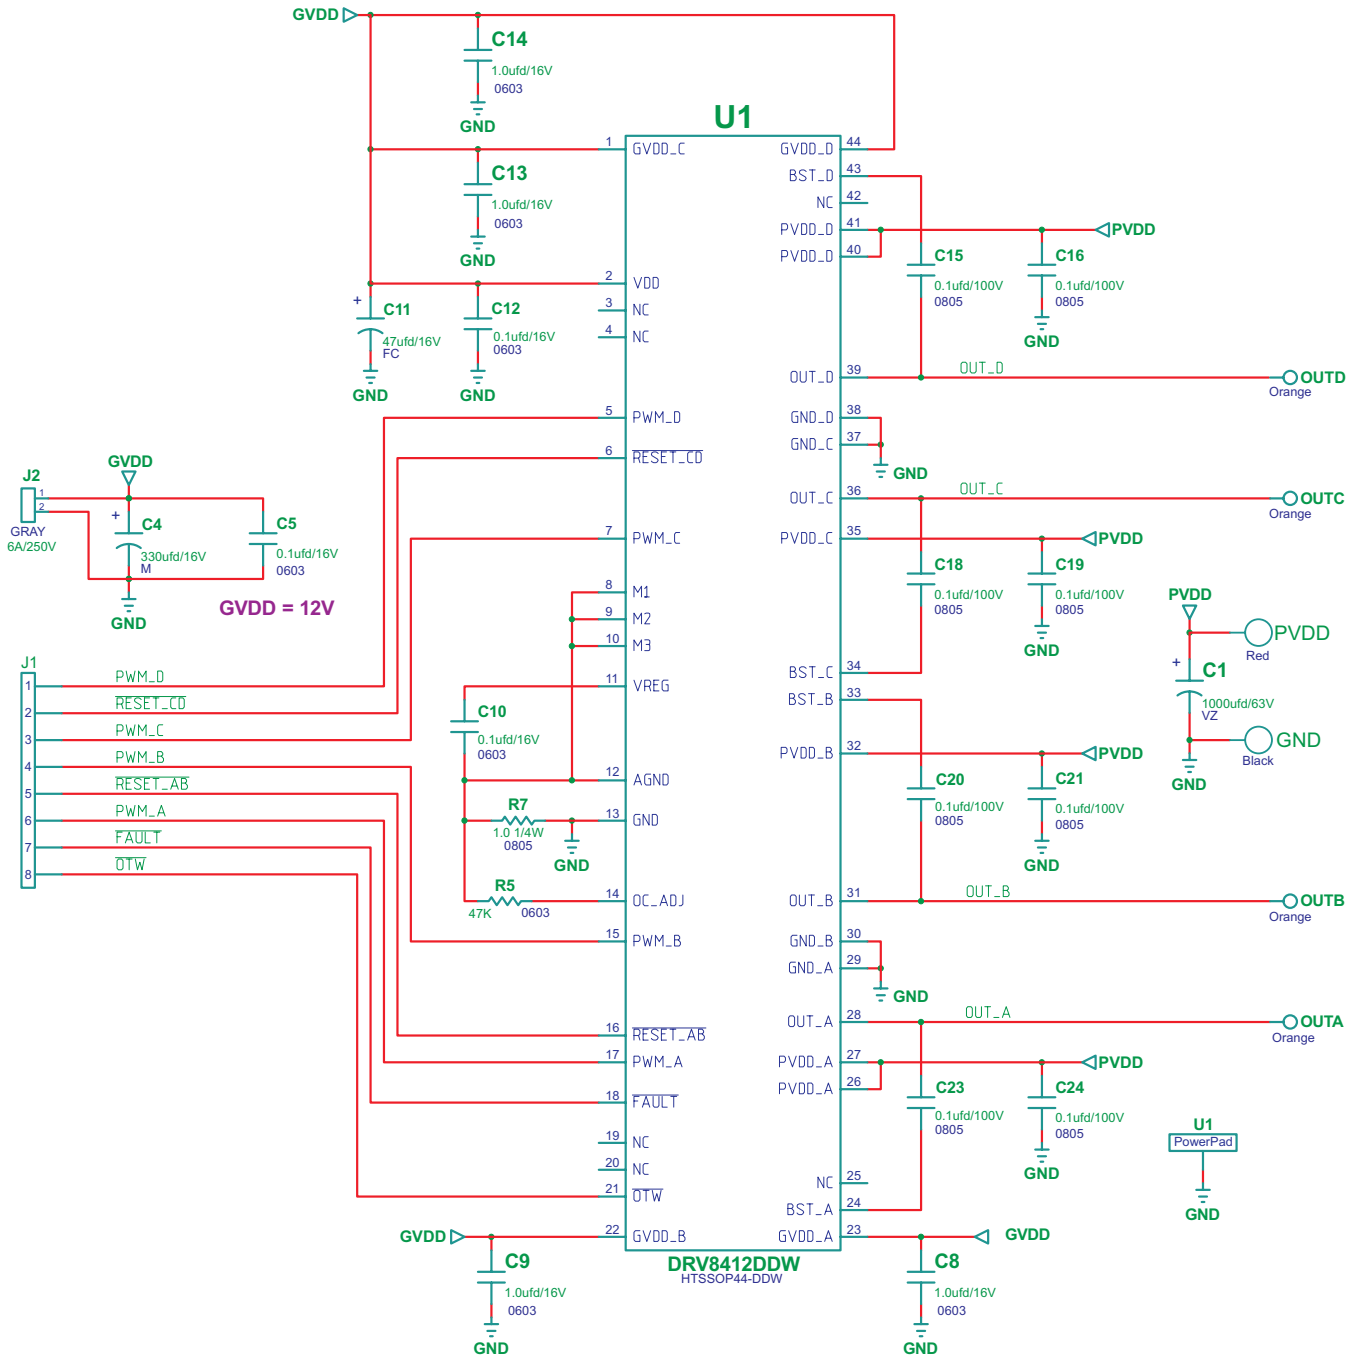 GVDD
C14
1.0ufd/16V
0603
GND
U1
1 GVDD_C
GVDD_D 44
C13
1.0ufd/16V
0603
GND
BST_D 43
NC 42
PVDD_D 41
PVDD
PVDD_D 40
C15
0.1ufd/100V
0805
C16
0.1ufd/100V
0805
GND
2 VDD
3 NC
4 NC
+
C11
47ufd/16V
FC
GND
C12
0.1ufd/16V
0603
GND
OUT_D 39
OUT_D
OUTD
Orange
5 PWM_D
GND_D 38
GND_C 37
GND
6 RESET_CD
J2
1
2
GRAY
6A/250V
GVDD
+
C4
330ufd/16V
M
GND
C5
0.1ufd/16V
0603
GVDD = 12V
OUT_C 36
OUT_C
OUTC
Orange
7 PWM_C
PVDD_C 35
PVDD
C18
0.1ufd/100V
0805
C19
0.1ufd/100V
0805
GND
8 M1
9 M2
10 M3
11 VREG
BST_C 34
BST_B 33
PVDD
PVDD
Red
+
C1
1000ufd/63V
VZ
GND
Black
GND
J1
1 PWM_D
2 RESET_CD
3 PWM_C
4 PWM_B
5 RESET_AB
6 PWM_A
7 FAULT
8 OTW
C10
0.1ufd/16V
0603
PVDD_B 32
PVDD
12 AGND
C20
0.1ufd/100V
0805
C21
0.1ufd/100V
0805
GND
R7
1.0 1/4W
0805
13 GND
GND
R5
47K
0603
14 OC_ADJ
OUT_B 31
OUT_B
OUTB
Orange
15 PWM_B
GND_B 30
GND_A 29
GND
16 RESET_AB
OUT_A 28
OUT_A
OUTA
Orange
17 PWM_A
PVDD_A 27
PVDD
PVDD_A 26
18 FAULT
C23
0.1ufd/100V
0805
C24
0.1ufd/100V
0805
GND
U1
PowerPad
GND
19 NC
20 NC
21 OTW
NC 25
BST_A 24
GVDD
22 GVDD_B
GVDD_A 23
GVDD
C9
1.0ufd/16V
0603
GND
DRV8412DDW
HTSSOP44-DDW
C8
1.0ufd/16V
0603
GND